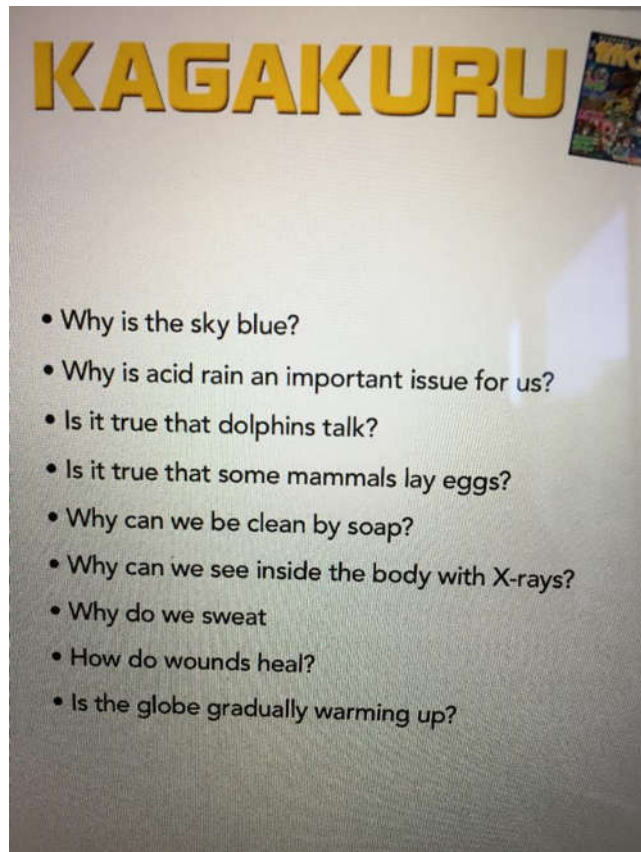 KAGAKURU
• Why is the sky blue?
• Why is acid rain an important issue for us?
• Is it true that dolphins talk?
• Is it true that some mammals lay eggs?
• Why can we be clean by soap?
• Why can we see inside the body with X-rays?
• Why do we sweat
• How do wounds heal?
• Is the globe gradually warming up?